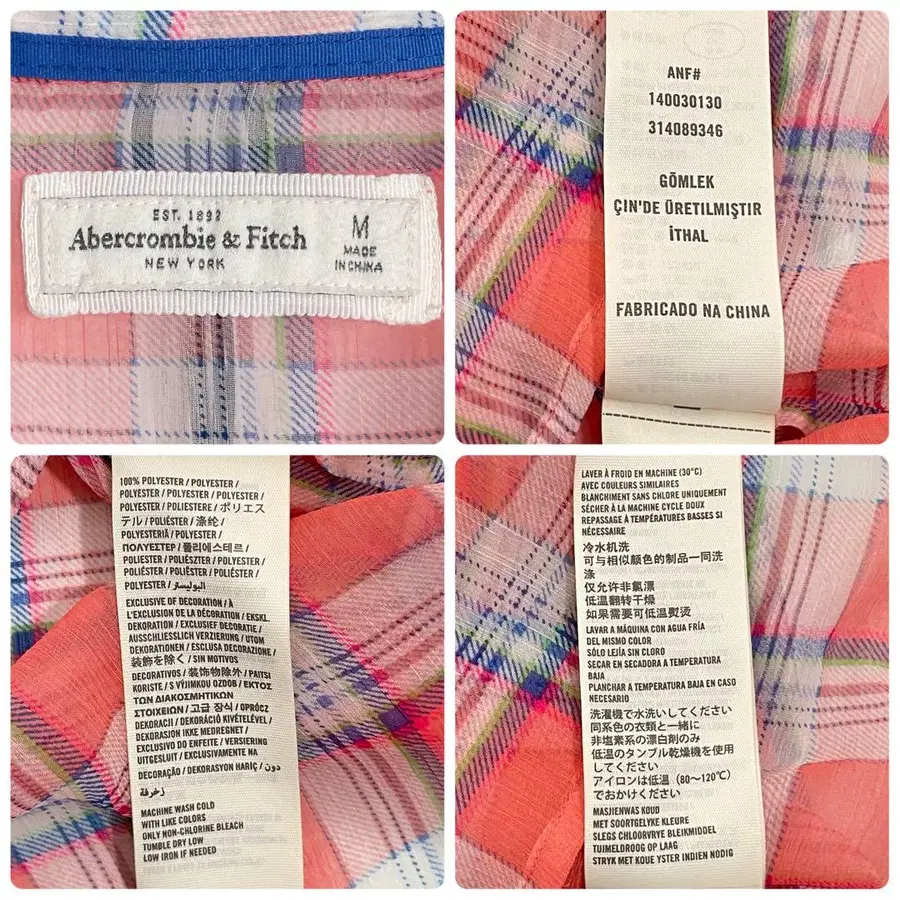 EST. 1892
Abercrombie & Fitch
NEW YORK
M
MADE
IN CHINA
ANF#
140030130
314089346
GÖMLEK
ÇIN'DE ÜRETILMIŞTIR
İTHAL
FABRICADO NA CHINA
100% POLYESTER / POLYESTER /
POLYESTER / POLYESTER / POLYESTER /
POLYESTER / POLIESTERE / ポリエス
テル / POLIÉSTER / 涤纶 /
POLYESTERIÄ / POLYESTER /
ΠΟΛΥΕΣΤΕΡ / 폴리에스테르 /
POLYESTER / POLIÉSZTER / POLYESTER /
POLYESTER / POLIÉSTER / POLIÉSTER /
POLYESTER / البوليستار
EXCLUSIVE OF DECORATION / À
L'EXCLUSION DE LA DÉCORATION / EKSKL.
DEKORATION / EXCLUSIEF DECORATIE /
AUSSCHLIESSLICH VERZIERUNG / UTOM
DEKORATIONEN / ESCLUSA DECORAZIONE /
装飾を除く / SIN MOTIVOS
DECORATIVOS / 装饰物除外 / PAITSI
KORISTE / S VÝJIMKOU OZDOB / ΕΚΤΟΣ
ΤΩΝ ΔΙΑΚΟΣΜΗΤΙΚΩΝ
ΣΤΟΙΧΕΙΩΝ / 고급 장식 / OPRÓCZ
DEKORACJI / DEKORÁCIÓ KIVÉTELÉVEL /
DEKORASJON IKKE MEDREGNET /
EXCLUSIVO DO ENFEITE / VERSIERING
UITGESLUIT / EXCLUSIVAMENTE NA
DECORAÇÃO / DEKORASYON HARIÇ / دون
زخرفة
MACHINE WASH COLD
WITH LIKE COLORS
ONLY NON-CHLORINE BLEACH
TUMBLE DRY LOW
LOW IRON IF NEEDED
LAVER À FROID EN MACHINE (30°C)
AVEC COULEURS SIMILAIRES
BLANCHIMENT SANS CHLORE UNIQUEMENT
SÉCHER À LA MACHINE CYCLE DOUX
REPASSAGE À TEMPÉRATURES BASSES SI
NÉCESSAIRE
冷水机洗
可与相似颜色的制品一同洗
涤
仅允许非氯漂
低温翻转干燥
如果需要可低温熨烫
LAVAR A MÁQUINA CON AGUA FRÍA
DEL MISMO COLOR
SÓLO LEJÍA SIN CLORO
SECAR EN SECADORA A TEMPERATURA
BAJA
PLANCHAR A TEMPERATURA BAJA EN CASO
NECESARIO
洗濯機で水洗いしてください
同系色の衣類と一緒に
非塩素系の漂白剤のみ
低温のタンブル乾燥機を使用
してください
アイロンは低温 (80〜120℃)
でおかけください
MASJIENWAS KOUD
MET SOORTGELYKE KLEURE
SLEGS CHLOORVRYE BLEIKMIDDEL
TUIMELDROOG OP LAAG
STRYK MET KOUE YSTER INDIEN NODIG